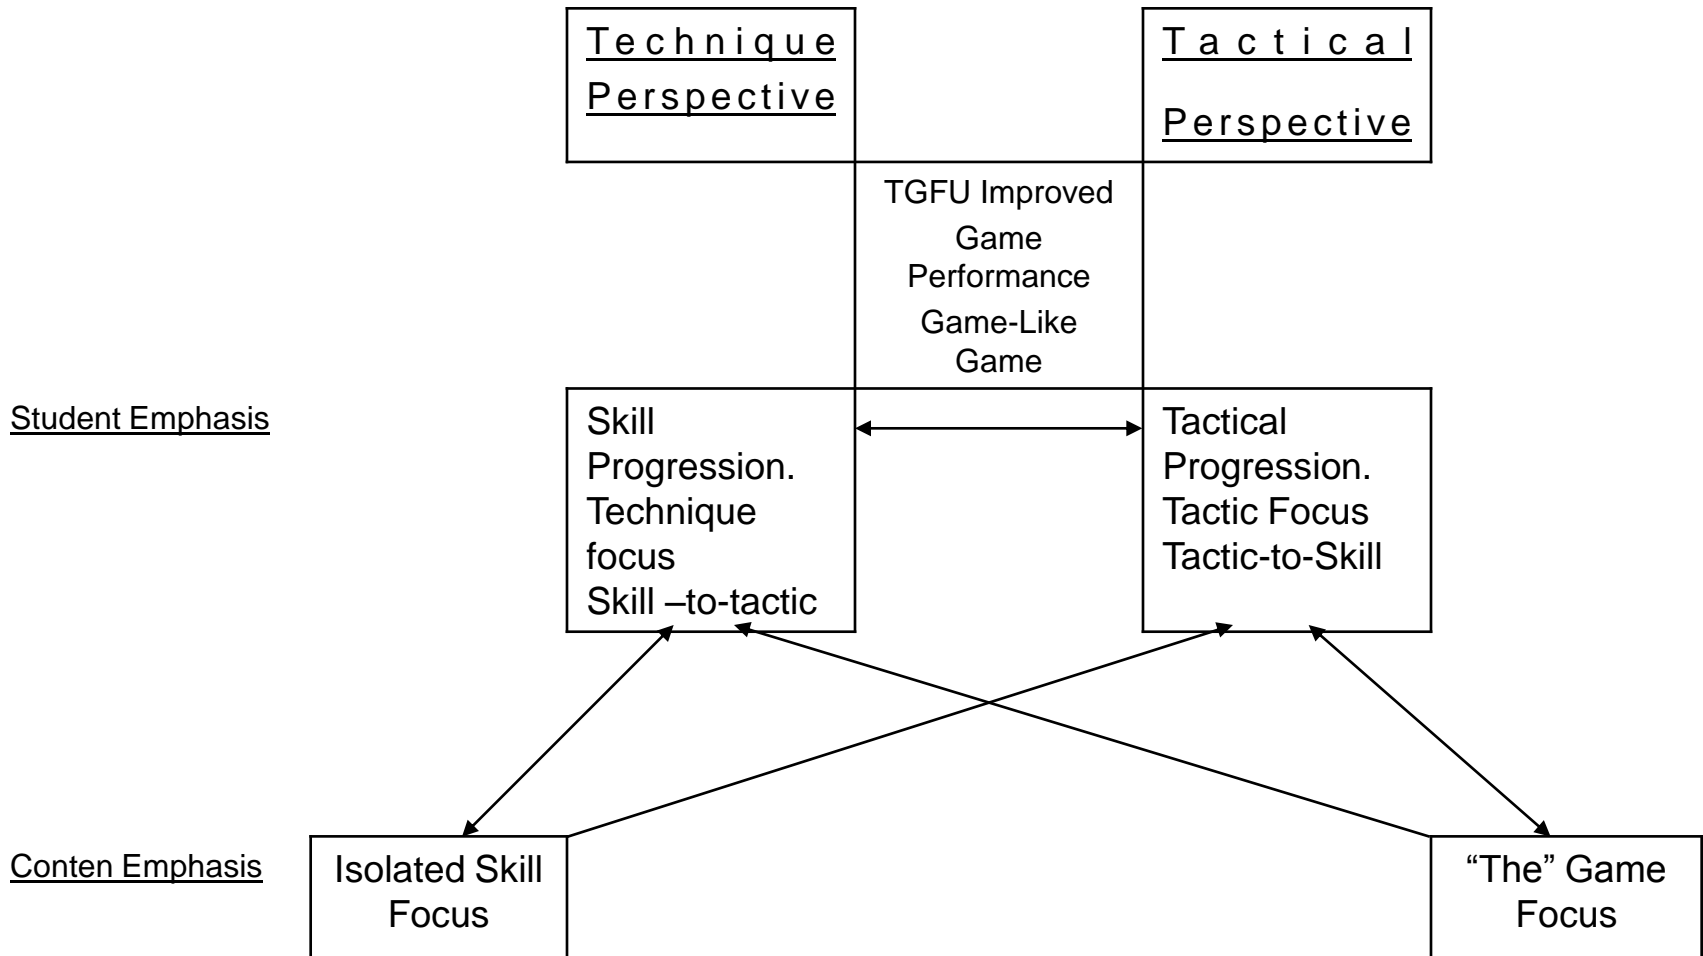 Technique
Perspective
Tactical
Perspective
TGFU Improved
Game
Performance
Game-Like
Game
Student Emphasis
Skill
Progression.
Technique
focus
Skill –to-tactic
Tactical
Progression.
Tactic Focus
Tactic-to-Skill
Conten Emphasis
Isolated Skill
Focus
“The” Game
Focus